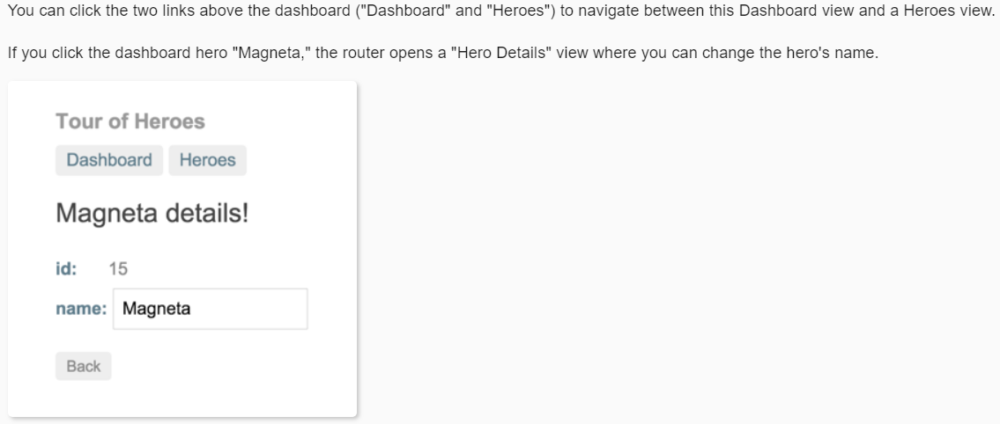 You can click the two links above the dashboard ("Dashboard" and "Heroes") to navigate between this Dashboard view and a Heroes view.
If you click the dashboard hero "Magneta," the router opens a "Hero Details" view where you can change the hero's name.
Tour of Heroes
Dashboard Heroes
Magneta details!
id: 15
name: Magneta
Back